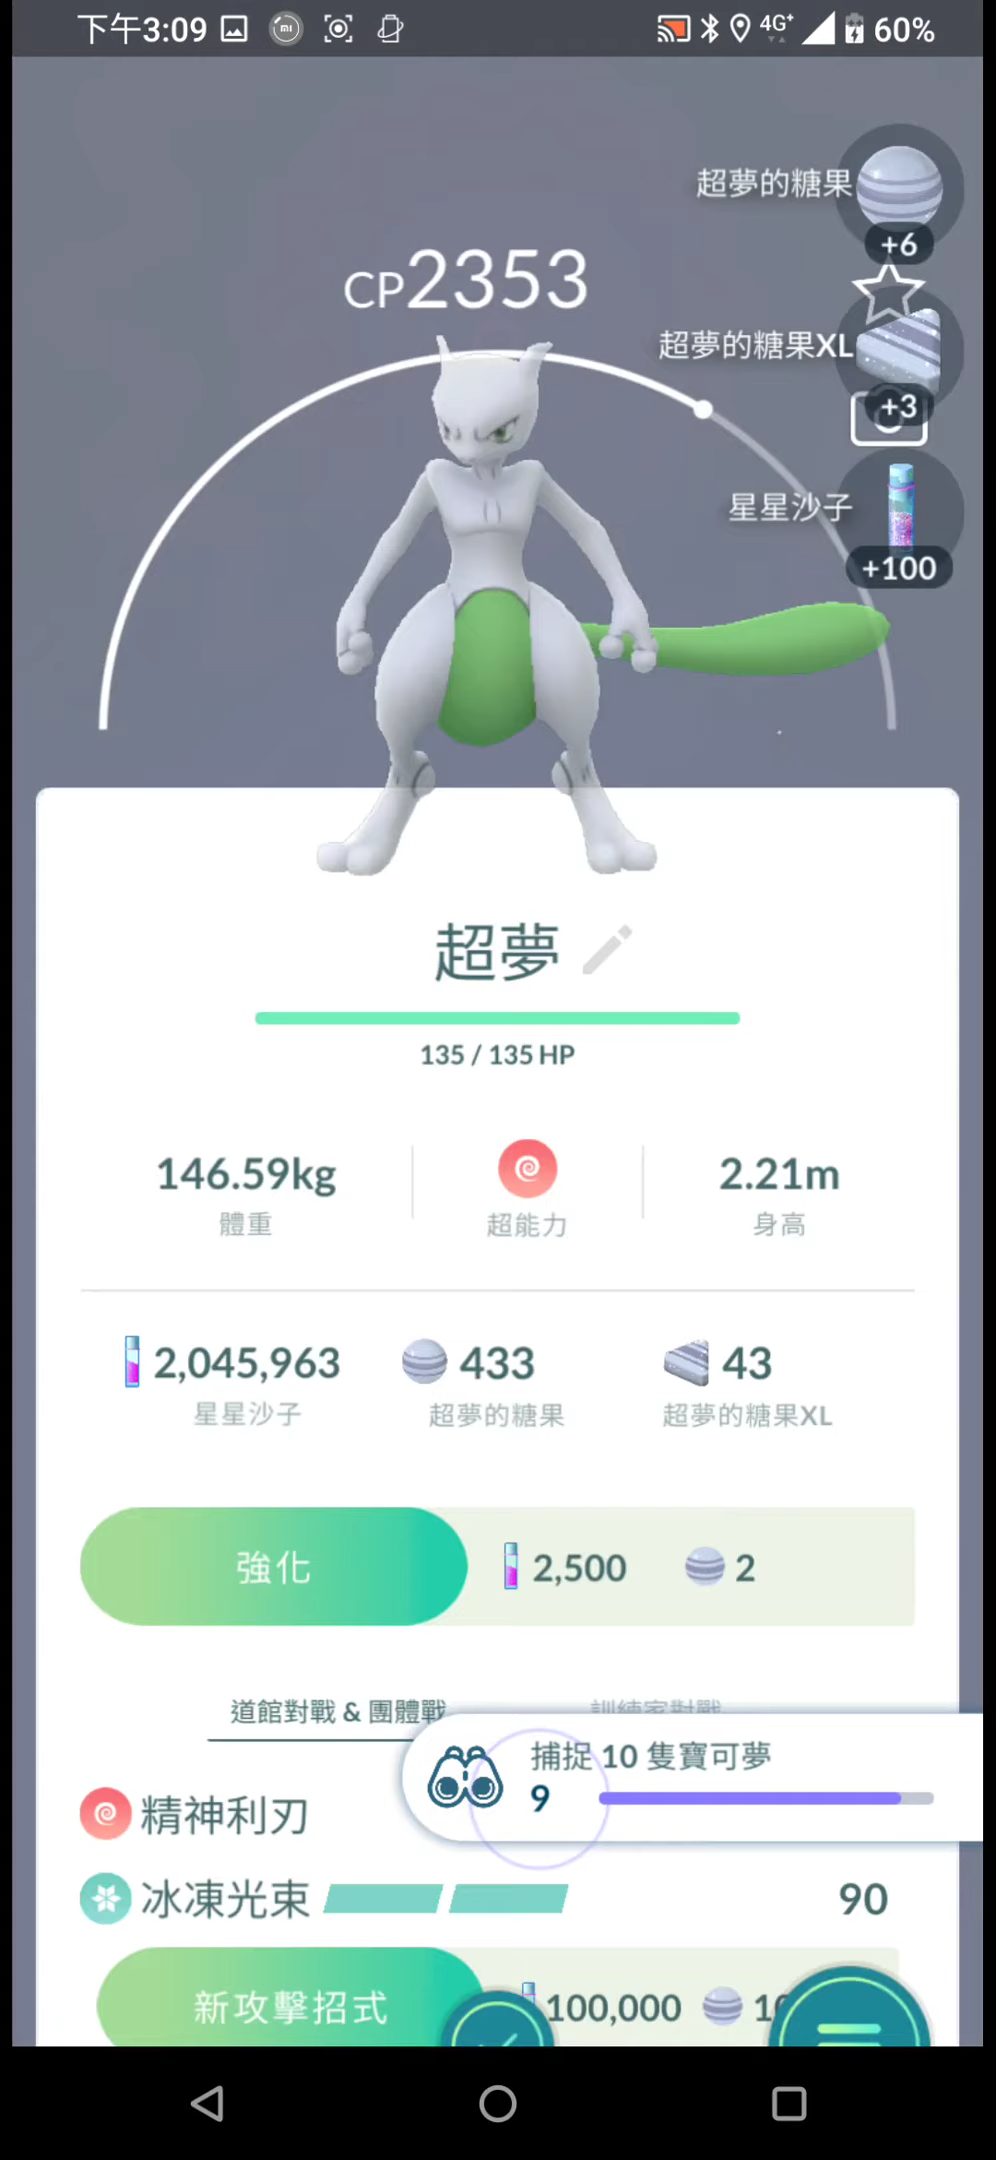 下午3:09
4G+
60%
超夢的糖果
+6
CP2353
超夢的糖果XL
+3
星星沙子
+100
超夢
135 / 135 HP
146.59kg
體重
超能力
2.21m
身高
2,045,963
星星沙子
433
超夢的糖果
43
超夢的糖果XL
強化
2,500
2
道館對戰 & 團體戰
訓練家對戰
捕捉 10 隻寶可夢
9
精神利刃
冰凍光束
90
新攻擊招式
100,000